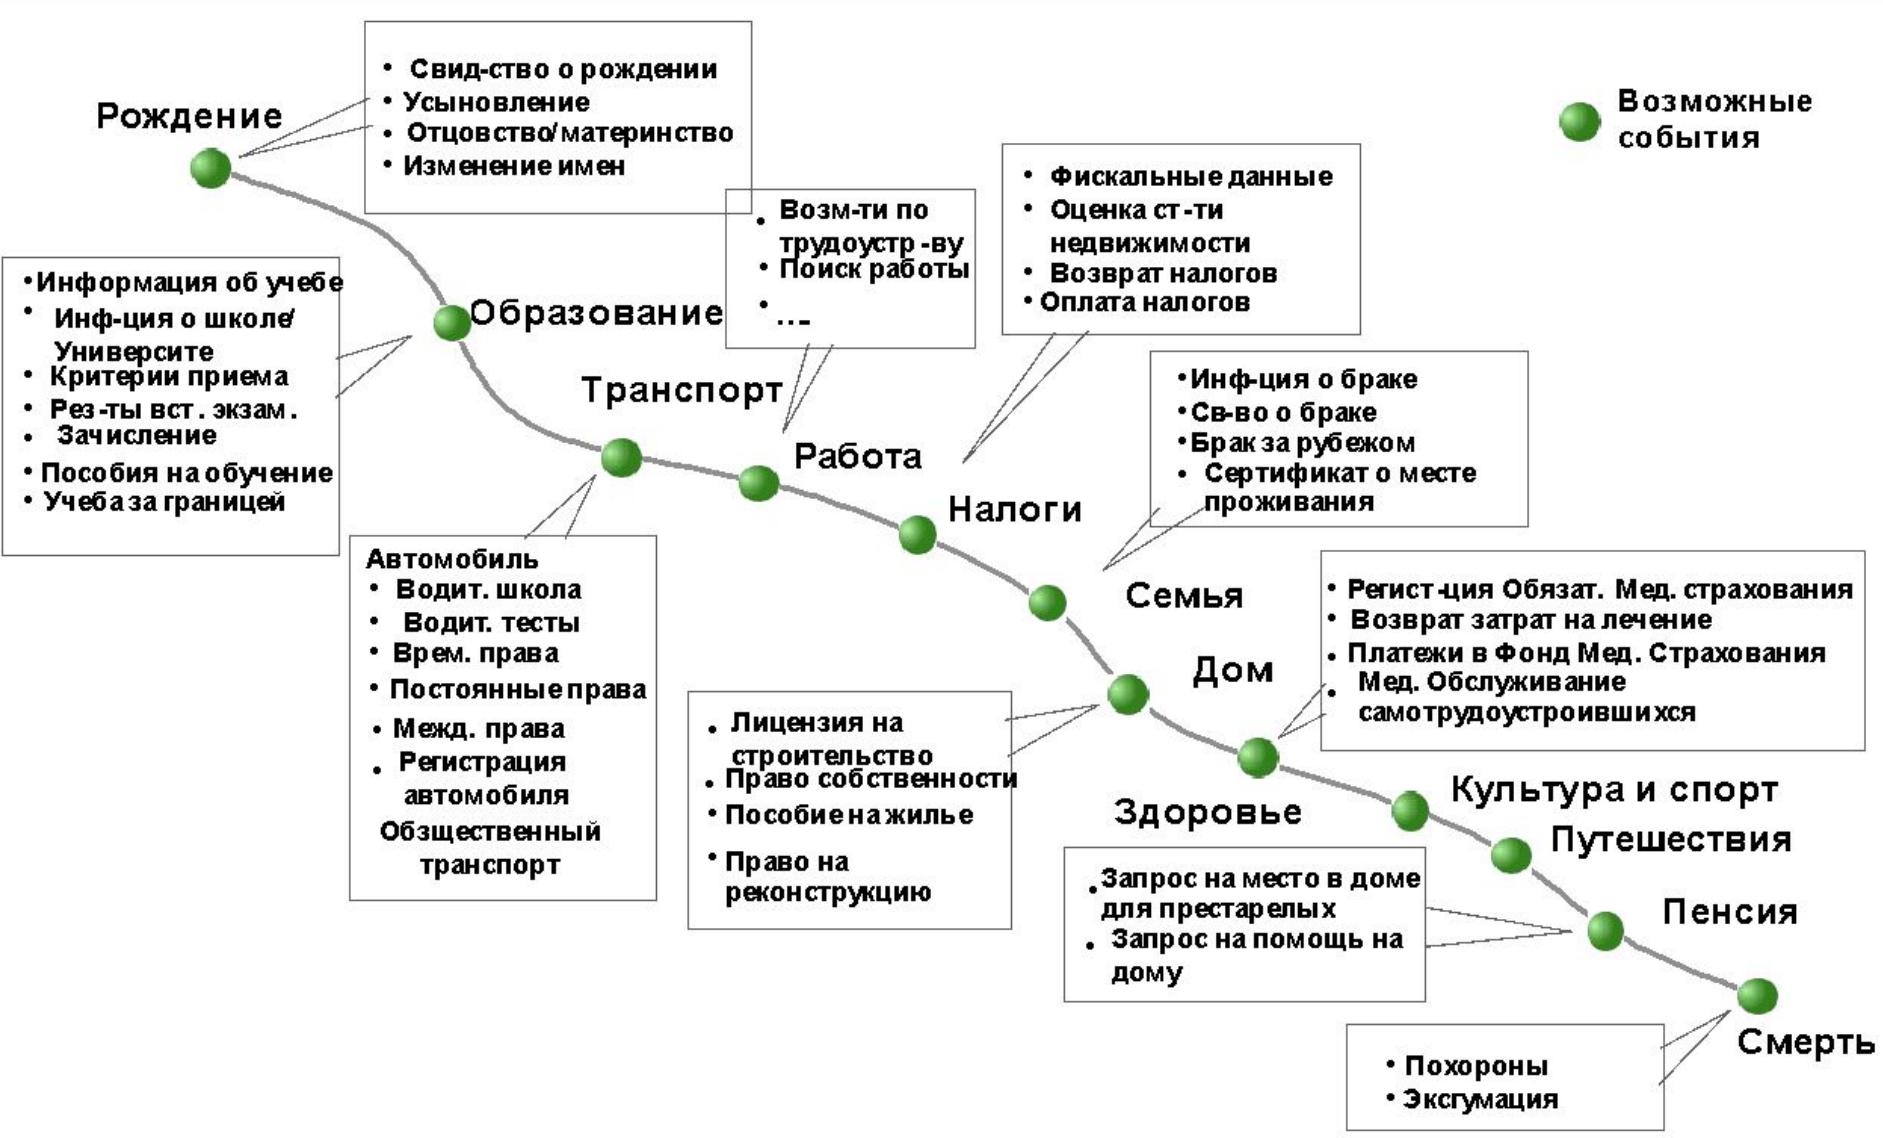 Рождение
• Свид-ство о рождении
• Усыновление
• Отцовство/материнство
• Изменение имен
Возможные
события
• Информация об учебе
• Инф-ция о школе/
Университе
• Критерии приема
• Рез-ты вст. экзам.
• Зачисление
• Пособия на обучение
• Учеба за границей
Образование
• Возм-ти по
трудоустр-ву
• Поиск работы
• ....
• Фискальные данные
• Оценка ст-ти
недвижимости
• Возврат налогов
• Оплата налогов
Транспорт
Автомобиль
• Водит. школа
• Водит. тесты
• Врем. права
• Постоянные права
• Межд. права
• Регистрация
автомобиля
Обзщественный
транспорт
Работа
Налоги
• Инф-ция о браке
• Св-во о браке
• Брак за рубежом
• Сертификат о месте
проживания
Семья
Дом
• Лицензия на
строительство
• Право собственности
• Пособие на жилье
• Право на
реконструкцию
• Регист-ция Обязат. Мед. страхования
• Возврат затрат на лечение
• Платежи в Фонд Мед. Страхования
• Мед. Обслуживание
самотрудоустроившихся
Здоровье
Культура и спорт
Путешествия
• Запрос на место в доме
для престарелых
• Запрос на помощь на
дому
Пенсия
Смерть
• Похороны
• Эксгумация